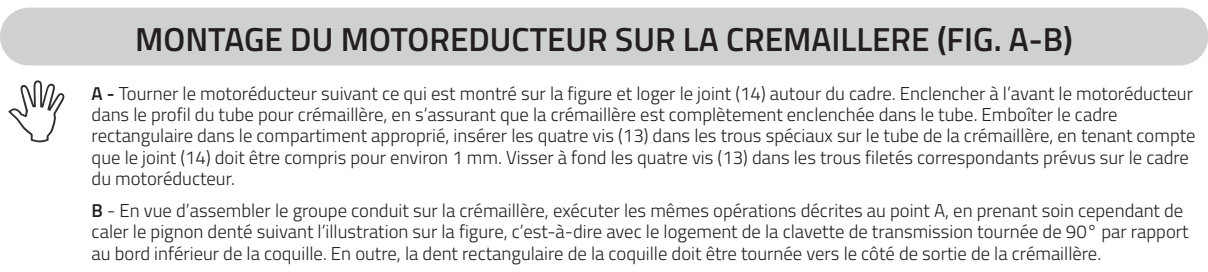 MONTAGE DU MOTOREDUCTEUR SUR LA CREMAILLERE (FIG. A-B)
A - Tourner le motoréducteur suivant ce qui est montré sur la figure et loger le joint (14) autour du cadre. Enclencher à l'avant le motoréducteur
dans le profil du tube pour crémaillère, en s'assurant que la crémaillère est complètement enclenchée dans le tube. Emboîter le cadre
rectangulaire dans le compartiment approprié, insérer les quatre vis (13) dans les trous spéciaux sur le tube de la crémaillère, en tenant compte
que le joint (14) doit être compris pour environ 1 mm. Visser à fond les quatre vis (13) dans les trous filetés correspondants prévus sur le cadre
du motoréducteur.
B - En vue d'assembler le groupe conduit sur la crémaillère, exécuter les mêmes opérations décrites au point A, en prenant soin cependant de
caler le pignon denté suivant l'illustration sur la figure, c'est-à-dire avec le logement de la clavette de transmission tournée de 90° par rapport
au bord inférieur de la coquille. En outre, la dent rectangulaire de la coquille doit être tournée vers le côté de sortie de la crémaillère.